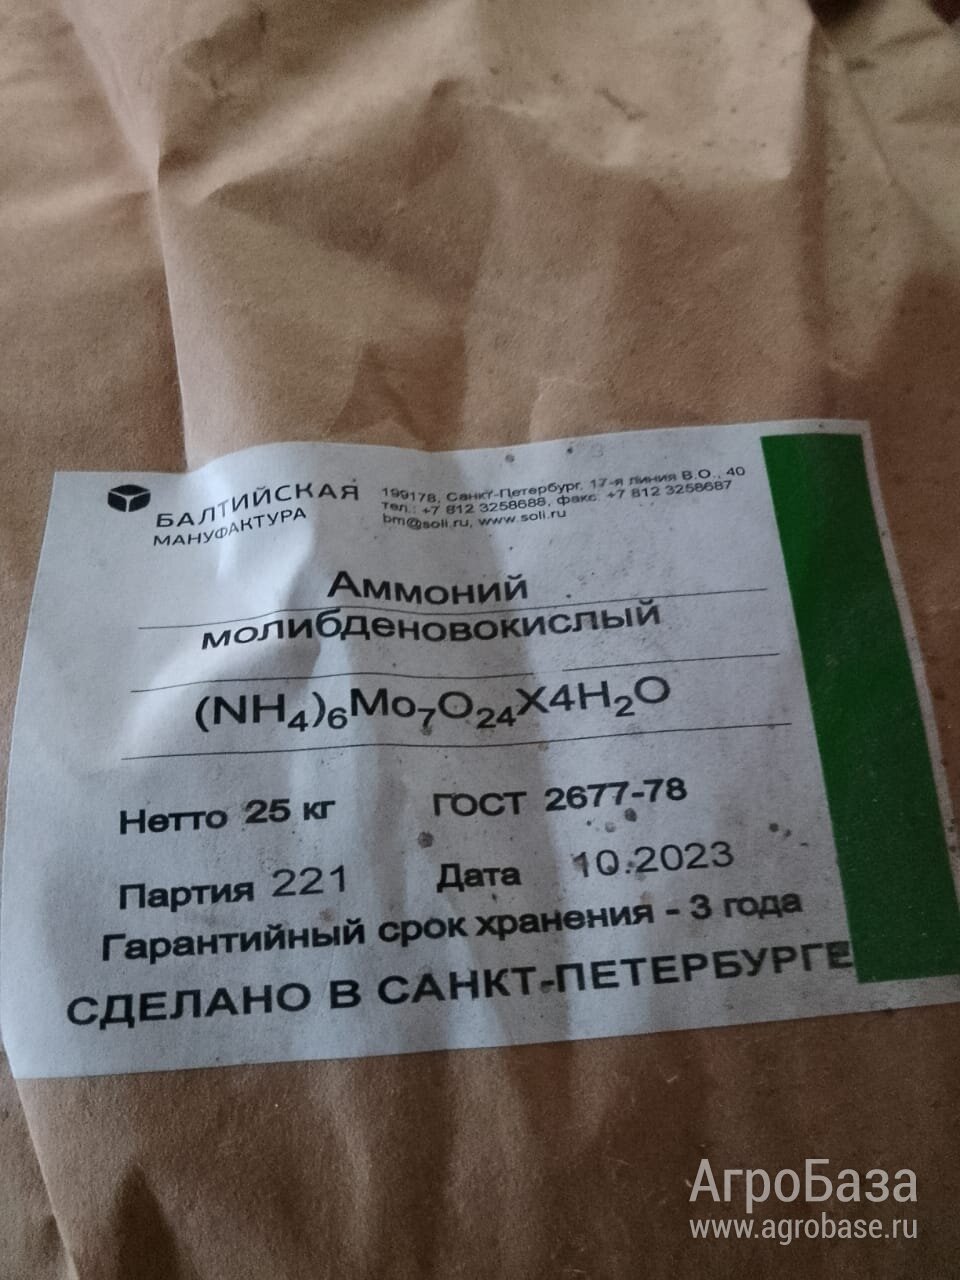 БАЛТИЙСКАЯ
МАНУФАКТУРА
199178, Санкт-Петербург, 17-я линия В.О., 40
тел.: +7 812 3258688, факс: +7 812 3258687
bm@soli.ru, www.soli.ru
Аммоний
молибденовокислый
(NH₄)₆Mo₇O₂₄X4H₂O
Нетто 25 кг ГОСТ 2677-78
Партия 221 Дата 10.2023
Гарантийный срок хранения - 3 года
СДЕЛАНО В САНКТ-ПЕТЕРБУРГЕ
АгроБаза
www.agrobase.ru